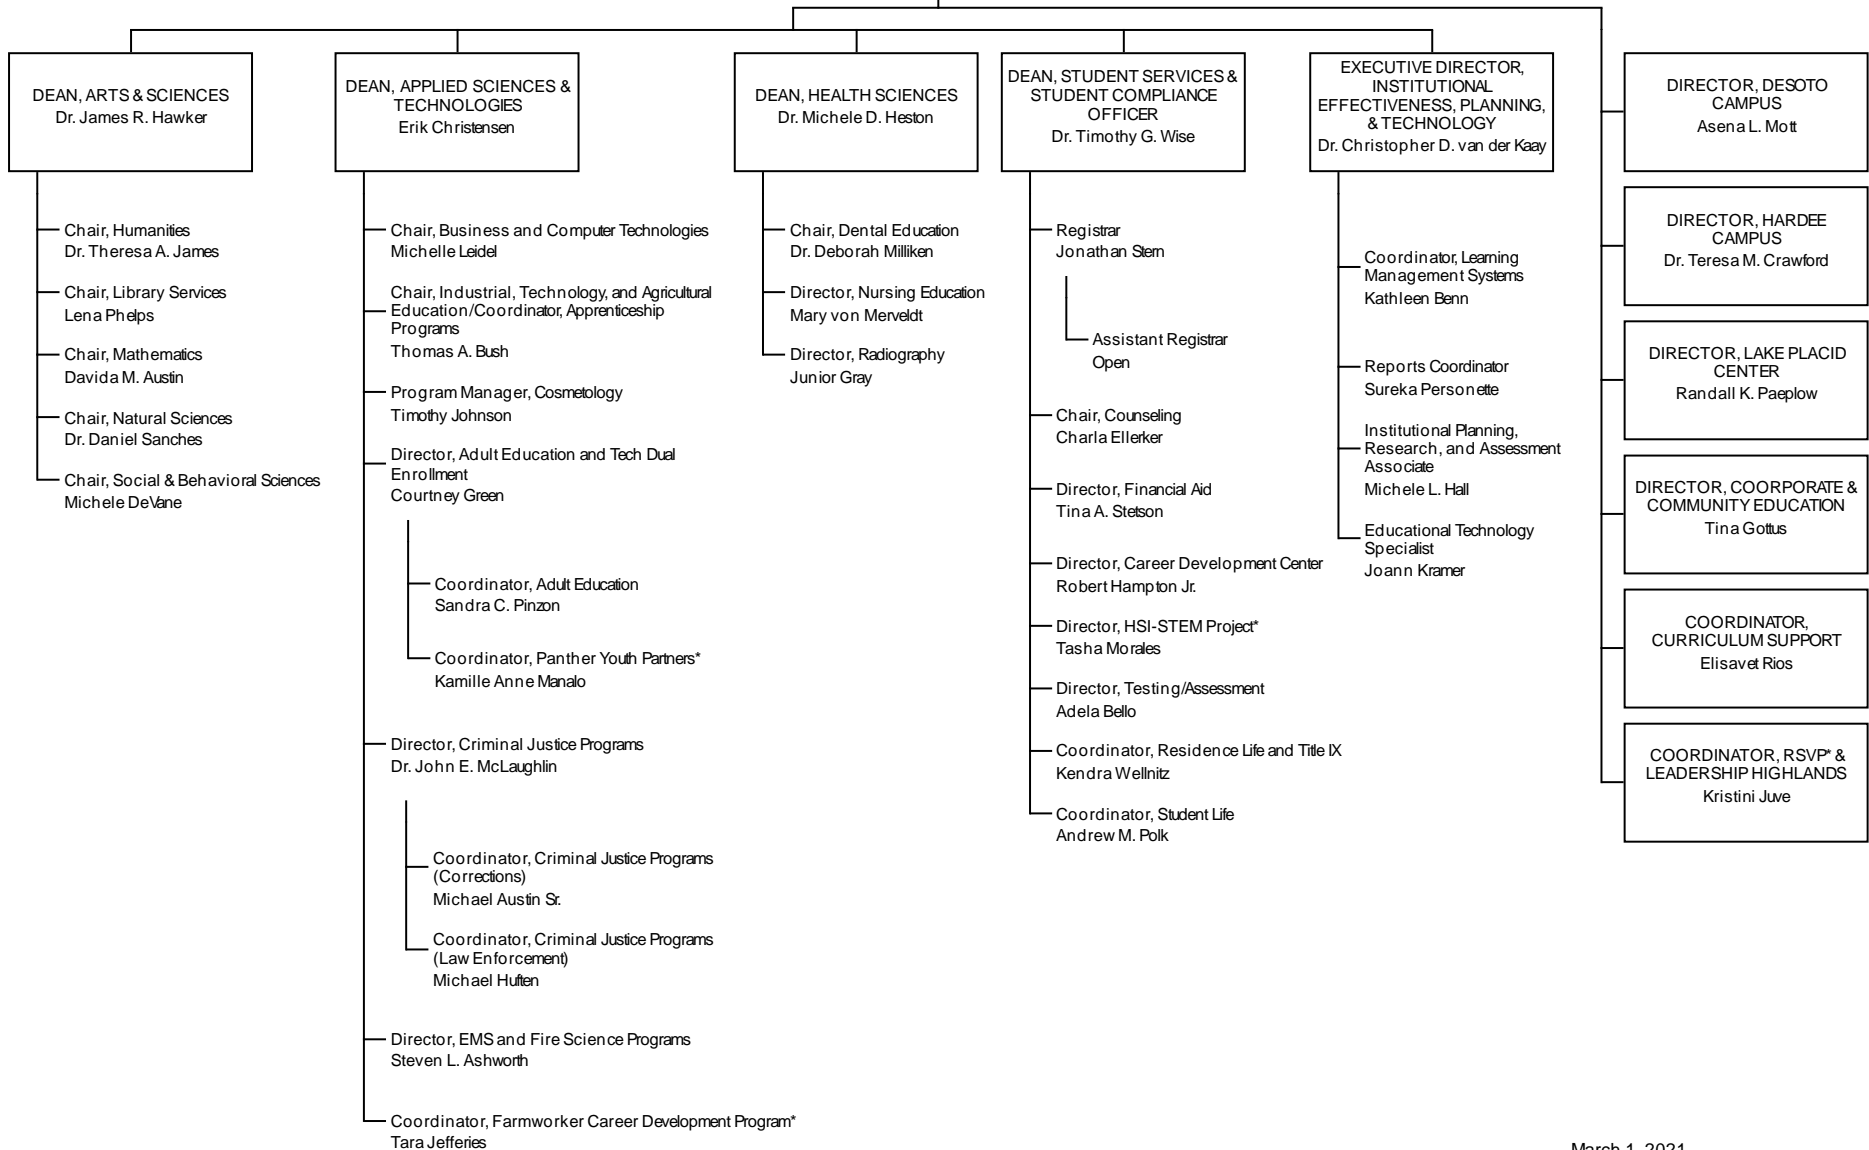 DEAN, ARTS & SCIENCES
Dr. James R. Hawker
Chair, Humanities
Dr. Theresa A. James
Chair, Library Services
Lena Phelps
Chair, Mathematics
Davida M. Austin
Chair, Natural Sciences
Dr. Daniel Sanches
Chair, Social & Behavioral Sciences
Michele DeVane
DEAN, APPLIED SCIENCES &
TECHNOLOGIES
Erik Christensen
Chair, Business and Computer Technologies
Michelle Leidel
Chair, Industrial, Technology, and Agricultural
Education/Coordinator, Apprenticeship
Programs
Thomas A. Bush
Program Manager, Cosmetology
Timothy Johnson
Director, Adult Education and Tech Dual
Enrollment
Courtney Green
Coordinator, Adult Education
Sandra C. Pinzon
Coordinator, Panther Youth Partners*
Kamille Anne Manalo
Director, Criminal Justice Programs
Dr. John E. McLaughlin
Coordinator, Criminal Justice Programs
(Corrections)
Michael Austin Sr.
Coordinator, Criminal Justice Programs
(Law Enforcement)
Michael Huften
Director, EMS and Fire Science Programs
Steven L. Ashworth
Coordinator, Farmworker Career Development Program*
Tara Jefferies
DEAN, HEALTH SCIENCES
Dr. Michele D. Heston
Chair, Dental Education
Dr. Deborah Milliken
Director, Nursing Education
Mary von Merveldt
Director, Radiography
Junior Gray
DEAN, STUDENT SERVICES &
STUDENT COMPLIANCE
OFFICER
Dr. Timothy G. Wise
Registrar
Jonathan Stern
Assistant Registrar
Open
Chair, Counseling
Charla Ellerker
Director, Financial Aid
Tina A. Stetson
Director, Career Development Center
Robert Hampton Jr.
Director, HSI-STEM Project*
Tasha Morales
Director, Testing/Assessment
Adela Bello
Coordinator, Residence Life and Title IX
Kendra Wellnitz
Coordinator, Student Life
Andrew M. Polk
EXECUTIVE DIRECTOR,
INSTITUTIONAL
EFFECTIVENESS, PLANNING,
& TECHNOLOGY
Dr. Christopher D. van der Kaay
Coordinator, Learning
Management Systems
Kathleen Benn
Reports Coordinator
Sureka Personette
Institutional Planning,
Research, and Assessment
Associate
Michele L. Hall
Educational Technology
Specialist
Joann Kramer
DIRECTOR, DESOTO
CAMPUS
Asena L. Mott
DIRECTOR, HARDEE
CAMPUS
Dr. Teresa M. Crawford
DIRECTOR, LAKE PLACID
CENTER
Randall K. Paeplow
DIRECTOR, COORPORATE &
COMMUNITY EDUCATION
Tina Gottus
COORDINATOR,
CURRICULUM SUPPORT
Elisavet Rios
COORDINATOR, RSVP* &
LEADERSHIP HIGHLANDS
Kristini Juve
March 1, 2021